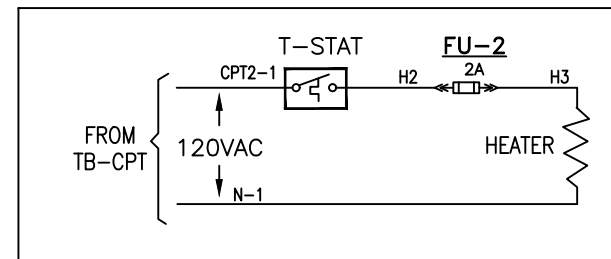 T-STAT
FU-2
CPT2-1
H2
2A
H3
FROM
TB-CPT
120VAC
HEATER
N-1